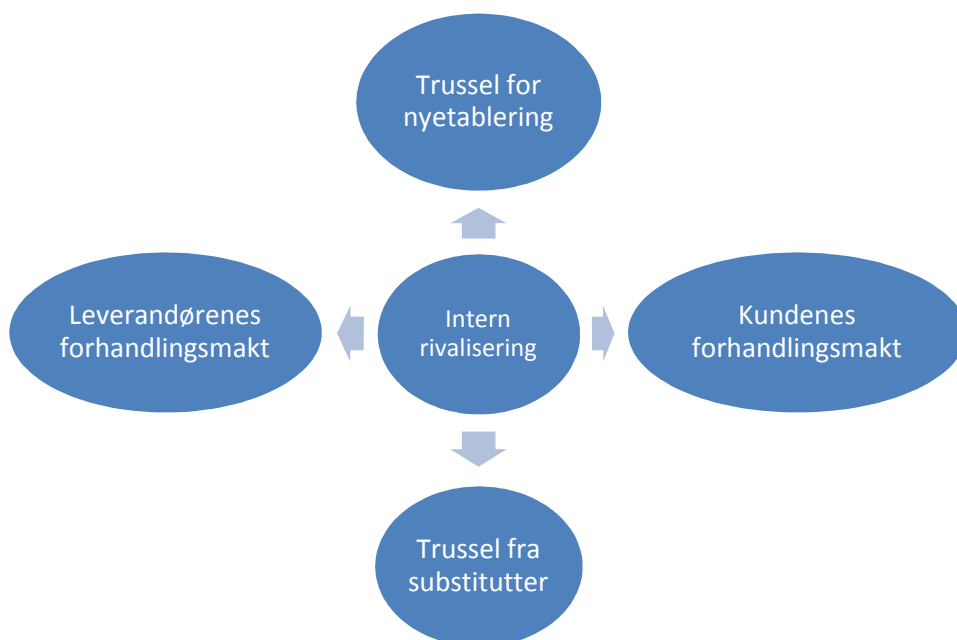 Trussel for
nyetablering
Leverandørenes
forhandlingsmakt
Intern
rivalisering
Kundenes
forhandlingsmakt
Trussel fra
substitutter